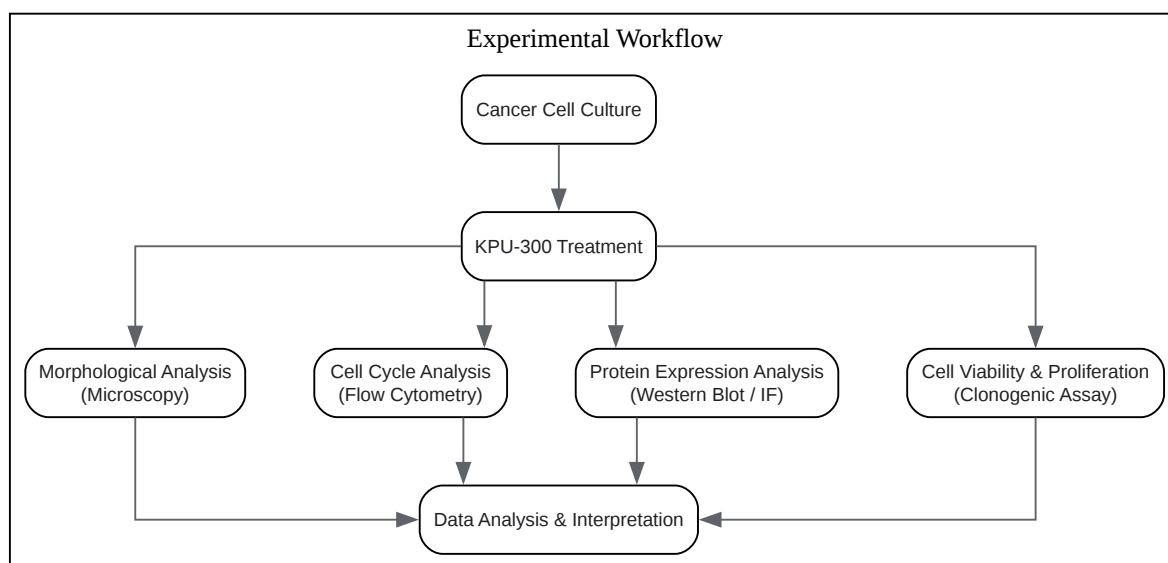 Experimental Workflow
Cancer Cell Culture
KPU-300 Treatment
Morphological Analysis
(Microscopy)
Cell Cycle Analysis
(Flow Cytometry)
Protein Expression Analysis
(Western Blot / IF)
Cell Viability & Proliferation
(Clonogenic Assay)
Data Analysis & Interpretation